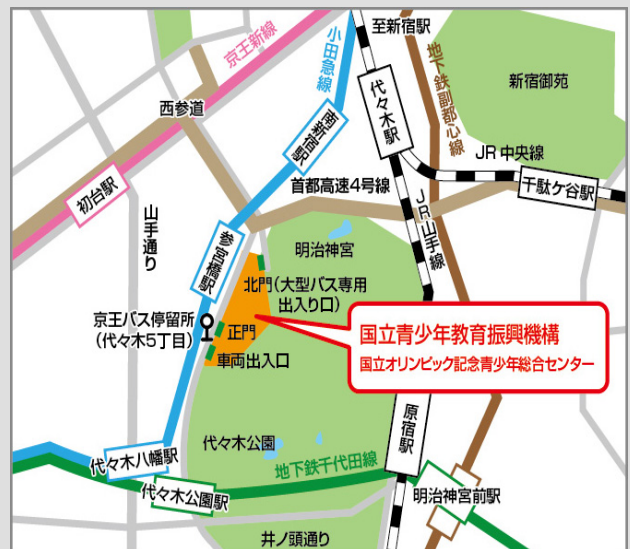 至新宿駅
京王新線
小田急線
地下鉄副都心線
新宿御苑
代々木駅
西参道
南新宿駅
JR中央線
千駄ケ谷駅
首都高速4号線
初台駅
山手通り
参宮橋駅
明治神宮
JR山手線
北門(大型バス専用
出入り口)
京王バス停留所
(代々木5丁目)
正門
車両出入口
国立青少年教育振興機構
国立オリンピック記念青少年総合センター
原宿駅
代々木公園
代々木八幡駅
地下鉄千代田線
代々木公園駅
明治神宮前駅
井ノ頭通り